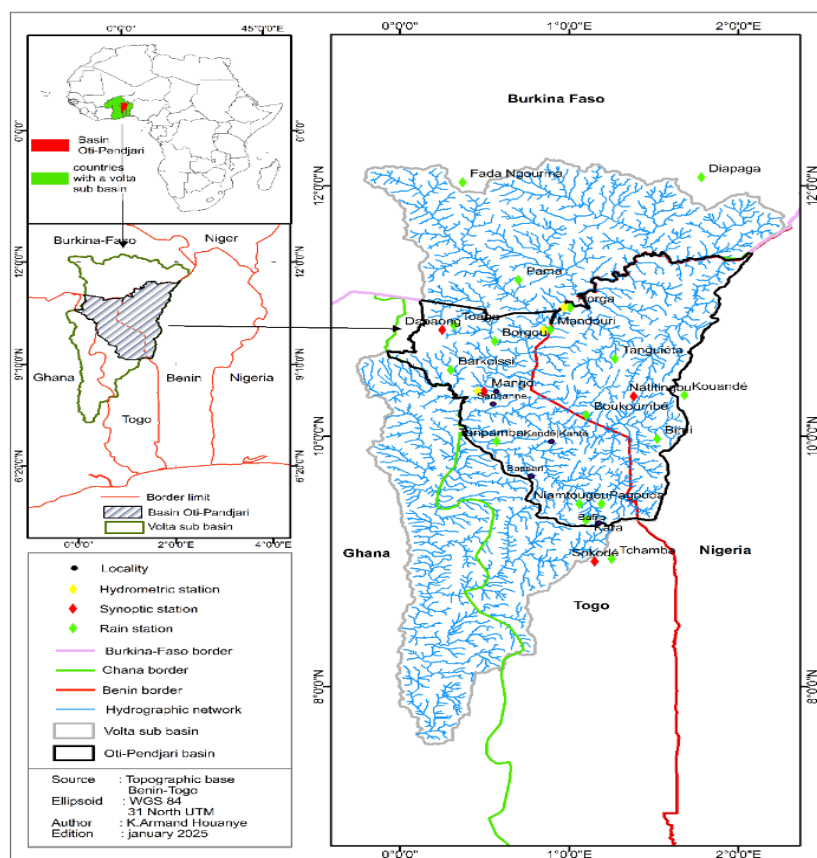 0°0'0"
45°0'0"E
0°0'0"
Basin
Oti-Pendjari
countries
with a volta
sub basin
Burkina-Faso
Niger
12°0'N
9°10'N
6°20'N
Ghana
Benin
Nigeria
Togo
Border limit
Basin Oti-Pendjari
Volta sub basin
0°0'0"
2°0'E
4°0'E
Locality
Hydrometric station
Synoptic station
Rain station
Burkina-Faso border
Ghana border
Benin border
Hydrographic network
Volta sub basin
Oti-Pendjari basin
Source : Topographic base
Benin-Togo
Ellipsoid : WGS 84
31 North UTM
Author : K.Armand Houanye
Edition : january 2025
0°0'0"
1°0'0"E
2°0'0"E
Burkina Faso
Diapaga
Fada Ngourma
12°0'N
Pama
Porga
Dapaong
Toaga
Mandouri
Borgou
Tanguiéta
Barkoissi
Mango
Natitingou
Kouandé
Boukoumbé
10°0'N
Kandé
Kanté
Birni
Bassari
Niamtougou
Pagouca
Kara
Sokodé
Tchamba
Ghana
Nigeria
Togo
8°0'N
0°0'0"
1°0'0"E
2°0'0"E